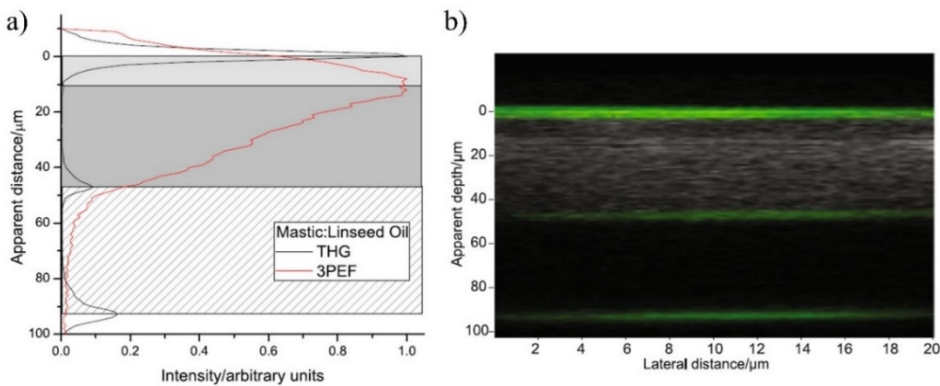 a)
0
20
40
60
80
100
Apparent distance/µm
Mastic:Linseed Oil
THG
3PEF
0.0 0.2 0.4 0.6 0.8 1.0
Intensity/arbitrary units
b)
0
20
40
60
80
100
Apparent depth/µm
2 4 6 8 10 12 14 16 18 20
Lateral distance/µm